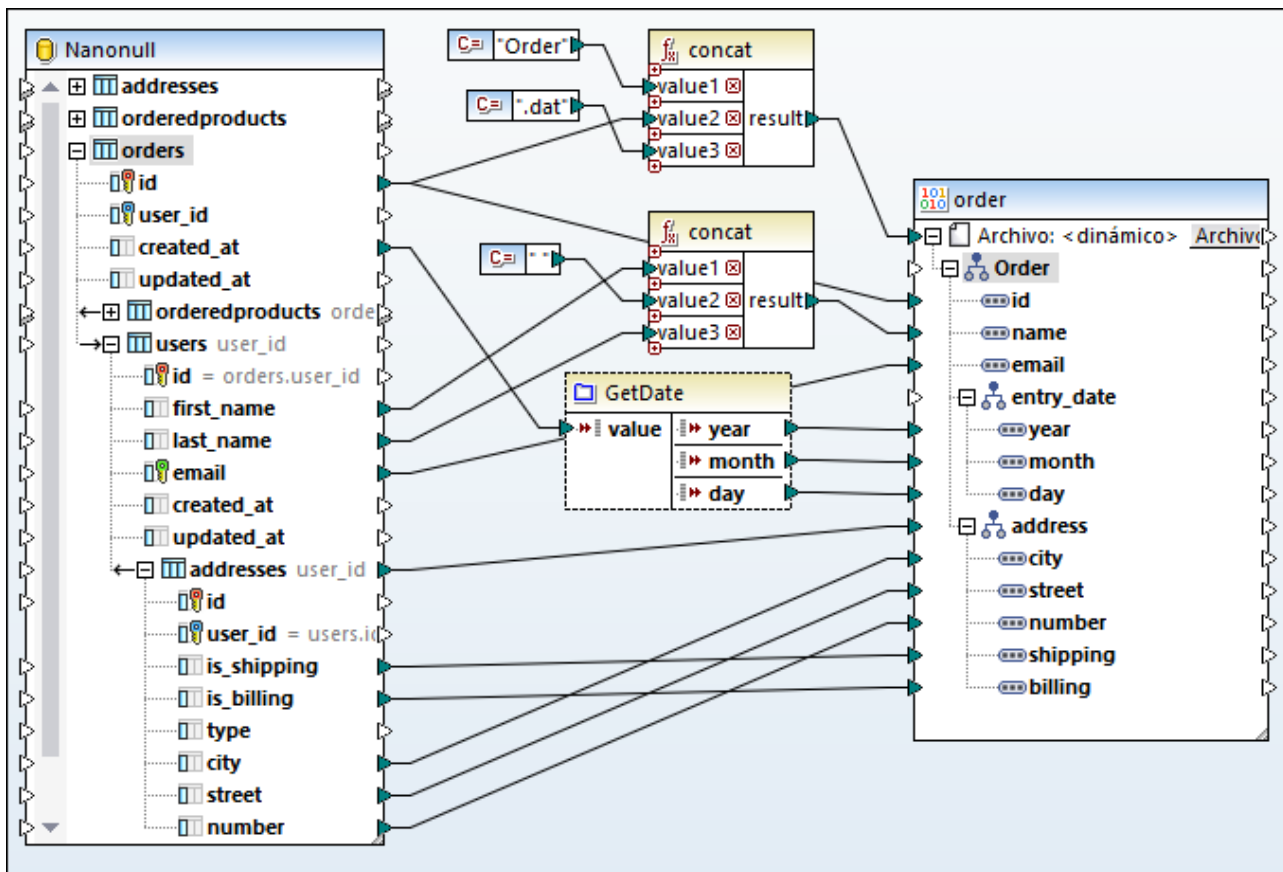 Nanonull
addresses
orderedproducts
orders
id
user_id
created_at
updated_at
orderedproducts orde
users user_id
id = orders.user_id
first_name
last_name
email
created_at
updated_at
addresses user_id
id
user_id = users.id
is_shipping
is_billing
type
city
street
number
C= "Order"
C= ".dat"
concat
value1
value2 result
value3
C= " "
concat
value1
value2 result
value3
GetDate
value year
month
day
101
010 order
Archivo: <dinámico> Archivo
Order
id
name
email
entry_date
year
month
day
address
city
street
number
shipping
billing